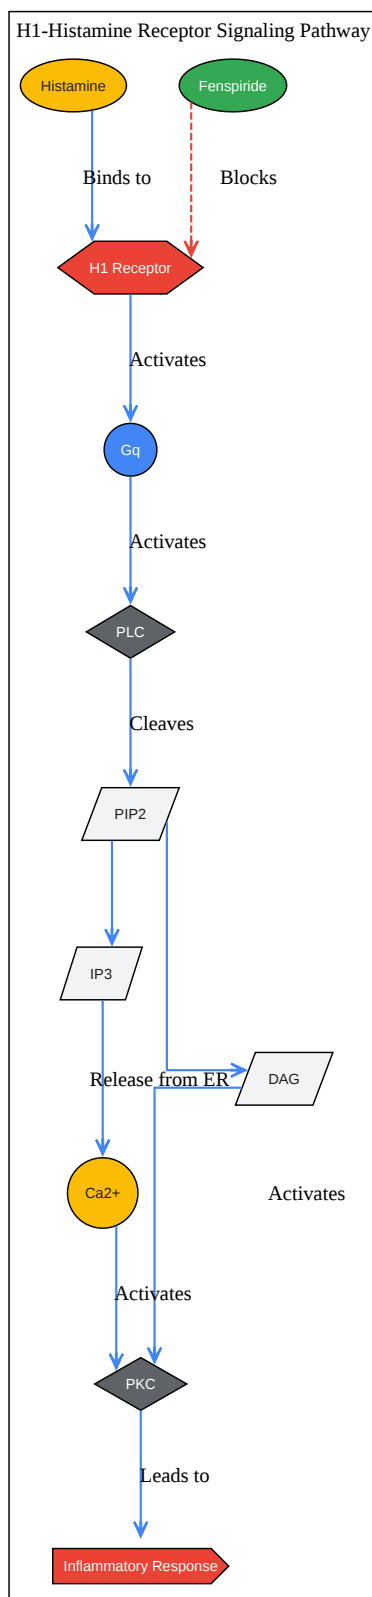 H1-Histamine Receptor Signaling Pathway
Histamine
Fenspiride
Binds to
Blocks
H1 Receptor
Activates
Gq
Activates
PLC
Cleaves
PIP2
IP3
Release from ER
DAG
Ca2+
Activates
Activates
PKC
Leads to
Inflammatory Response